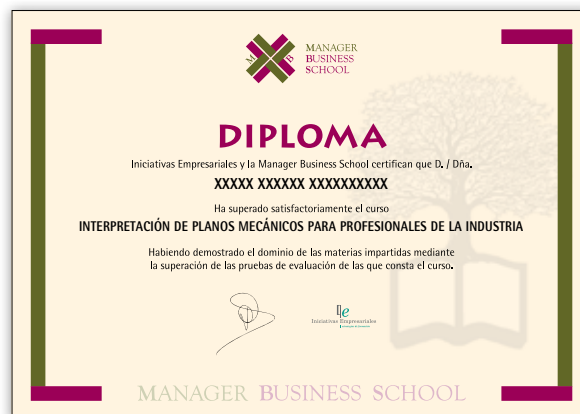 M B
MANAGER
BUSINESS
SCHOOL
DIPLOMA
Iniciativas Empresariales y la Manager Business School certifican que D. / Dña.
XXXXX XXXXXX XXXXXXXXXX
Ha superado satisfactoriamente el curso
INTERPRETACIÓN DE PLANOS MECÁNICOS PARA PROFESIONALES DE LA INDUSTRIA
Habiendo demostrado el dominio de las materias impartidas mediante
la superación de las pruebas de evaluación de las que consta el curso.
Iniciativas Empresariales
MANAGER BUSINESS SCHOOL